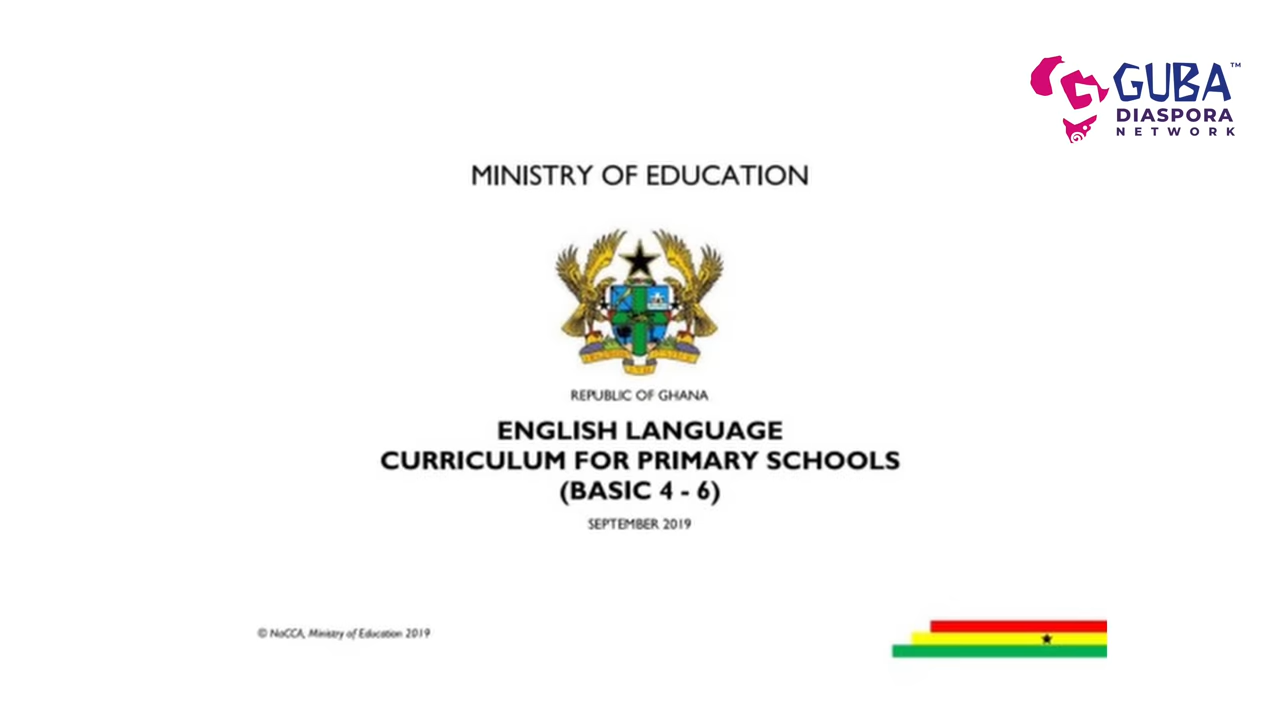 GUBA™
DIASPORA
NETWORK
MINISTRY OF EDUCATION
REPUBLIC OF GHANA
ENGLISH LANGUAGE
CURRICULUM FOR PRIMARY SCHOOLS
(BASIC 4 - 6)
SEPTEMBER 2019
© NaCCA, Ministry of Education 2019